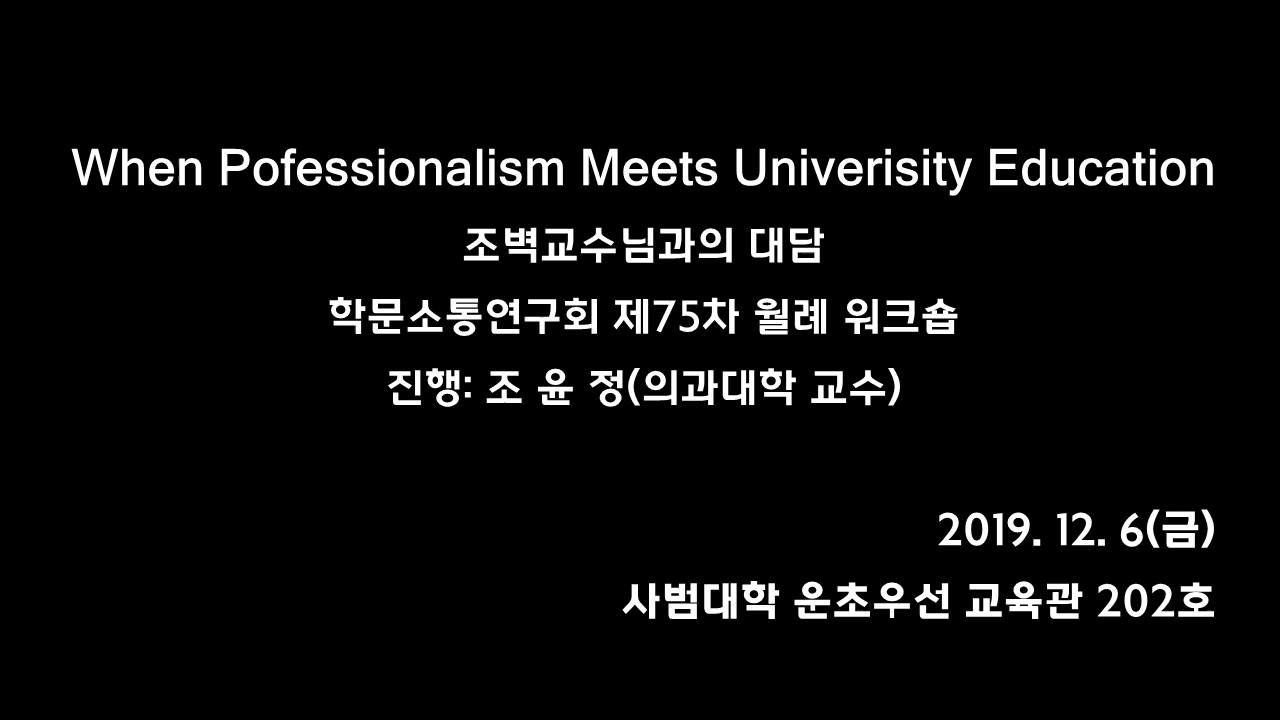 When Pofessionalism Meets Univerisity Education
조벽교수님과의 대담
학문소통연구회 제75차 월례 워크숍
진행: 조 윤 정(의과대학 교수)
2019. 12. 6(금)
사범대학 운초우선 교육관 202호